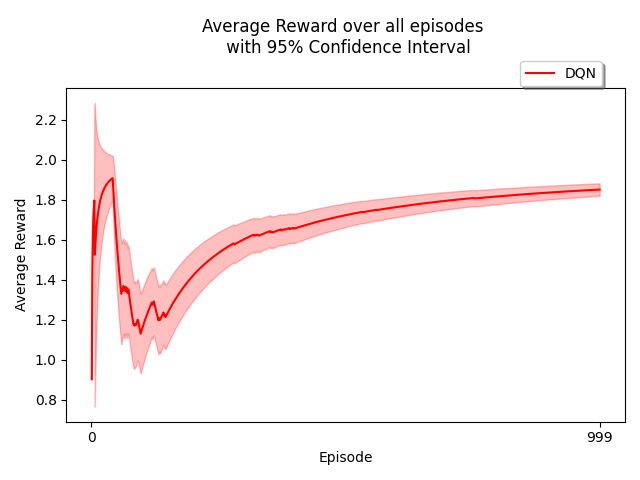 Average Reward over all episodes
with 95% Confidence Interval
DQN
2.2
2.0
1.8
1.6
1.4
1.2
1.0
0.8
Average Reward
0
999
Episode